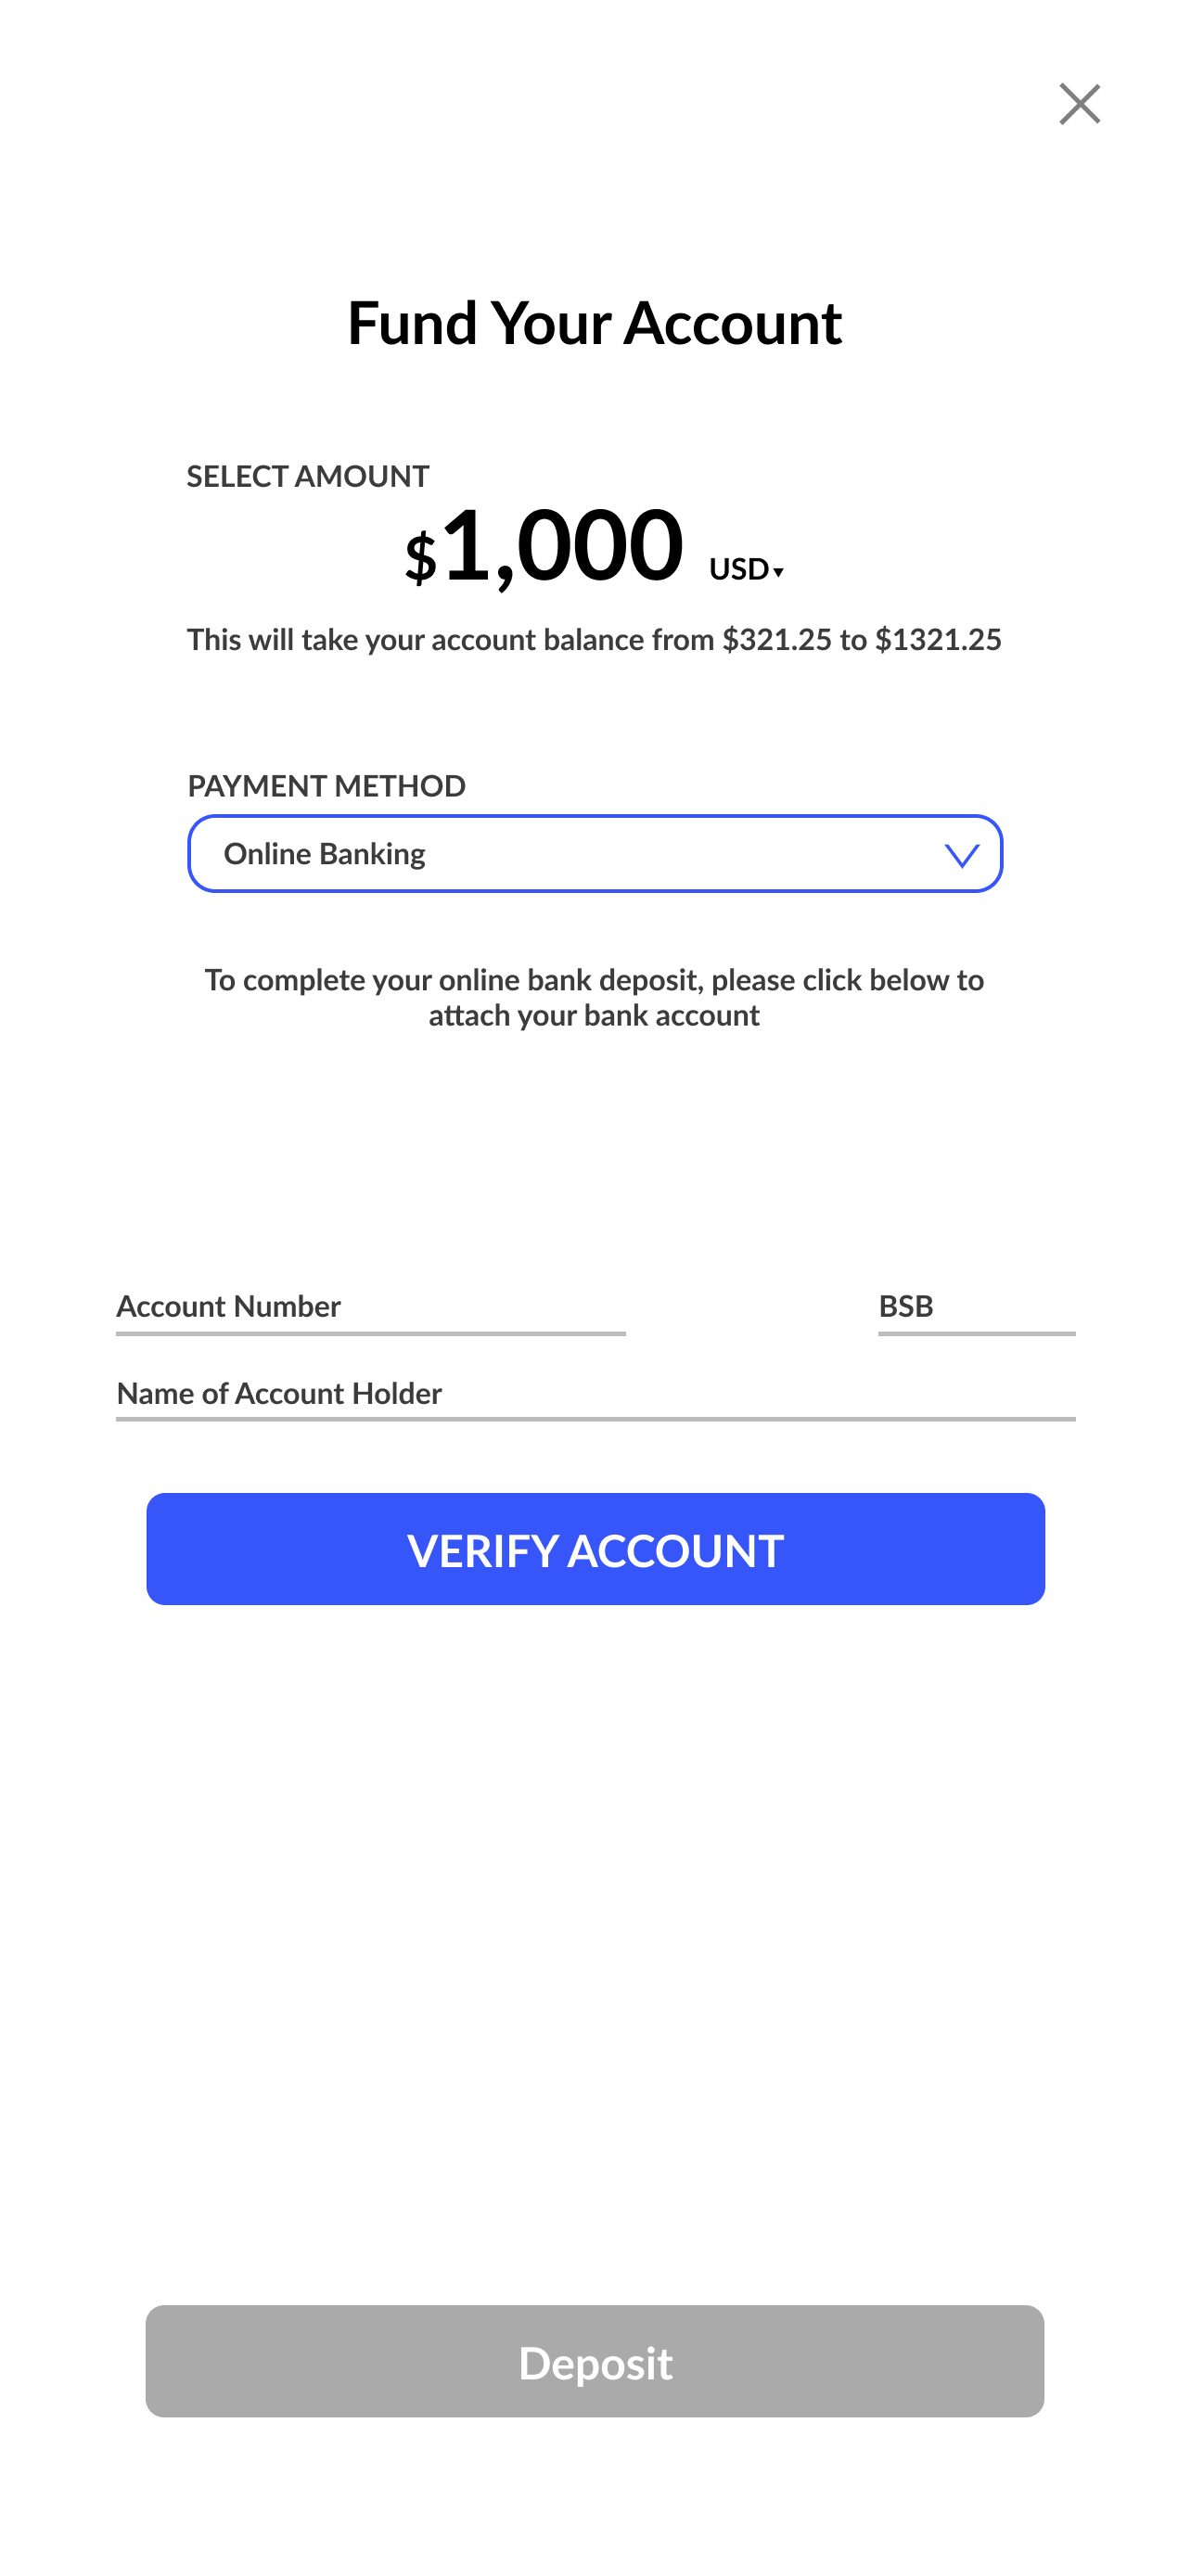 Fund Your Account
SELECT AMOUNT
$1,000 USD▾
This will take your account balance from $321.25 to $1321.25
PAYMENT METHOD
Online Banking
To complete your online bank deposit, please click below to
attach your bank account
Account Number BSB
Name of Account Holder
VERIFY ACCOUNT
Deposit